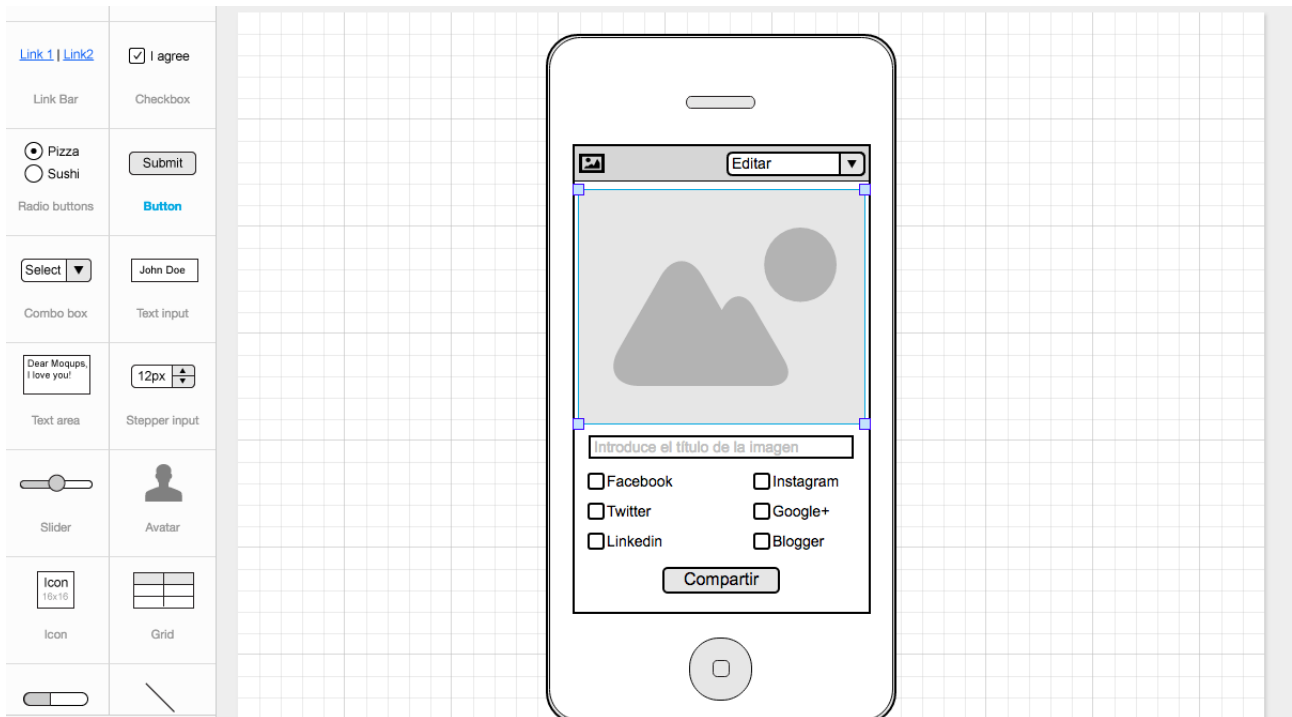 Link 1 | Link2
I agree
Link Bar
Checkbox
Pizza
Sushi
Submit
Radio buttons
Button
Select
John Doe
Combo box
Text input
Dear Moqups,
I love you!
12px
Text area
Stepper input
Slider
Avatar
Icon
16x16
Icon
Grid
Editar
Introduce el título de la imagen
Facebook
Instagram
Twitter
Google+
Linkedin
Blogger
Compartir